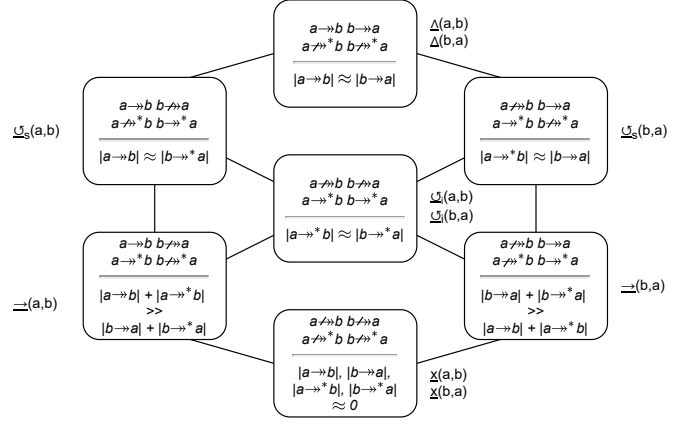 a↠b b↠a
a↠̸*b b↠̸*a
|a↠b| ≈ |b↠a|
∆(a,b)
∆(b,a)
a↠b b↠̸a
a↠̸*b b↠*a
|a↠b| ≈ |b↠*a|
↺s(a,b)
a↠̸b b↠a
a↠*b b↠̸*a
|a↠*b| ≈ |b↠a|
↺s(b,a)
a↠̸b b↠̸a
a↠*b b↠*a
|a↠*b| ≈ |b↠*a|
↺i(a,b)
↺i(b,a)
a↠b b↠̸a
a↠*b b↠̸*a
|a↠b| + |a↠*b|
>>
|b↠a| + |b↠*a|
→(a,b)
a↠̸b b↠a
a↠̸*b b↠*a
|b↠a| + |b↠*a|
>>
|a↠b| + |a↠*b|
→(b,a)
a↠̸b b↠̸a
a↠̸*b b↠̸*a
|a↠b|, |b↠a|,
|a↠*b|, |b↠*a|
≈ 0
x(a,b)
x(b,a)